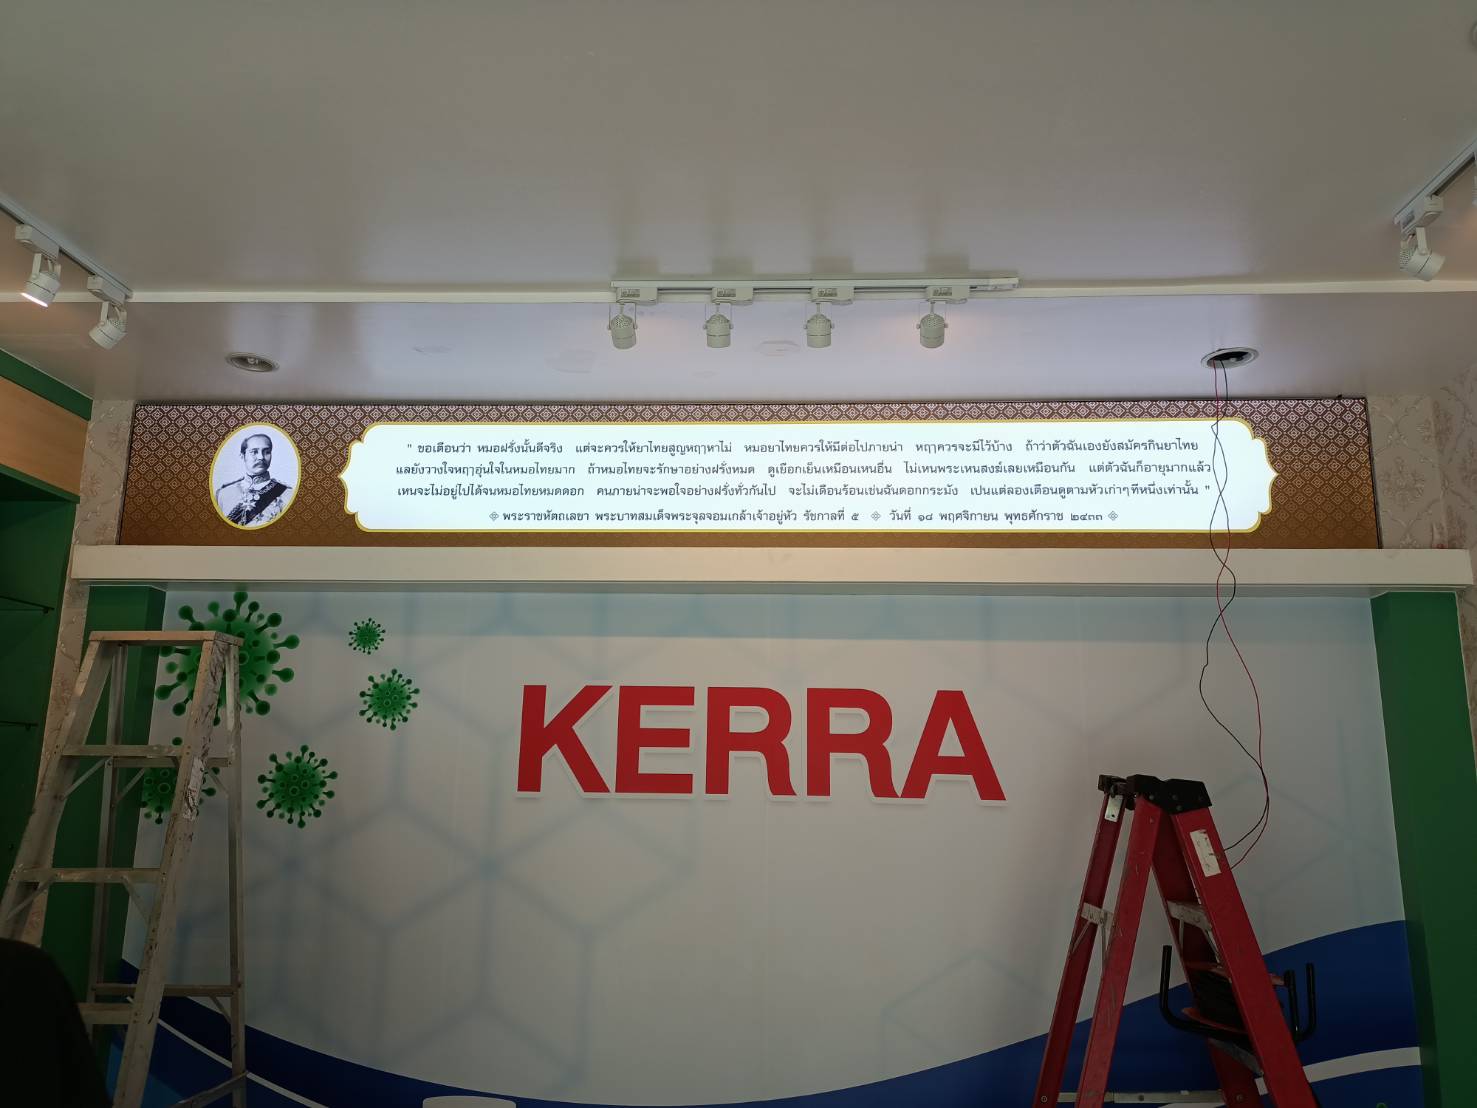 " ขอเตือนว่า หมอฝรั่งนั้นดีจริง แต่จะควรให้ยาไทยสูญหฤๅหาไม่ หมอยาไทยควรให้มีต่อไปภายน่า หฤๅควรจะมีไว้บ้าง ถ้าว่าตัวฉันเองยังสมัครกินยาไทย
แลยังวางใจหฤๅอุ่นใจในหมอไทยมาก ถ้าหมอไทยจะรักษาอย่างฝรั่งหมด ดูเยือกเย็นเหมือนเหนอื่น ไม่เหนพระเหนสงฆ์เลยเหมือนกัน แต่ตัวฉันก็อายุมากแล้ว
เหนจะไม่อยู่ไปได้จนหมอไทยหมดดอก คนภายน่าจะพอใจอย่างฝรั่งทั่วกันไป จะไม่เดือนร้อนเช่นฉันดอกกระมัง เปนแต่ลองเตือนดูตามหัวเก่าๆ ทีหนึ่งเท่านั้น "
พระราชหัตถเลขา พระบาทสมเด็จพระจุลจอมเกล้าเจ้าอยู่หัว รัชกาลที่ ๕ วันที่ ๑๘ พฤศจิกายน พุทธศักราช ๒๔๓๓
KERRA